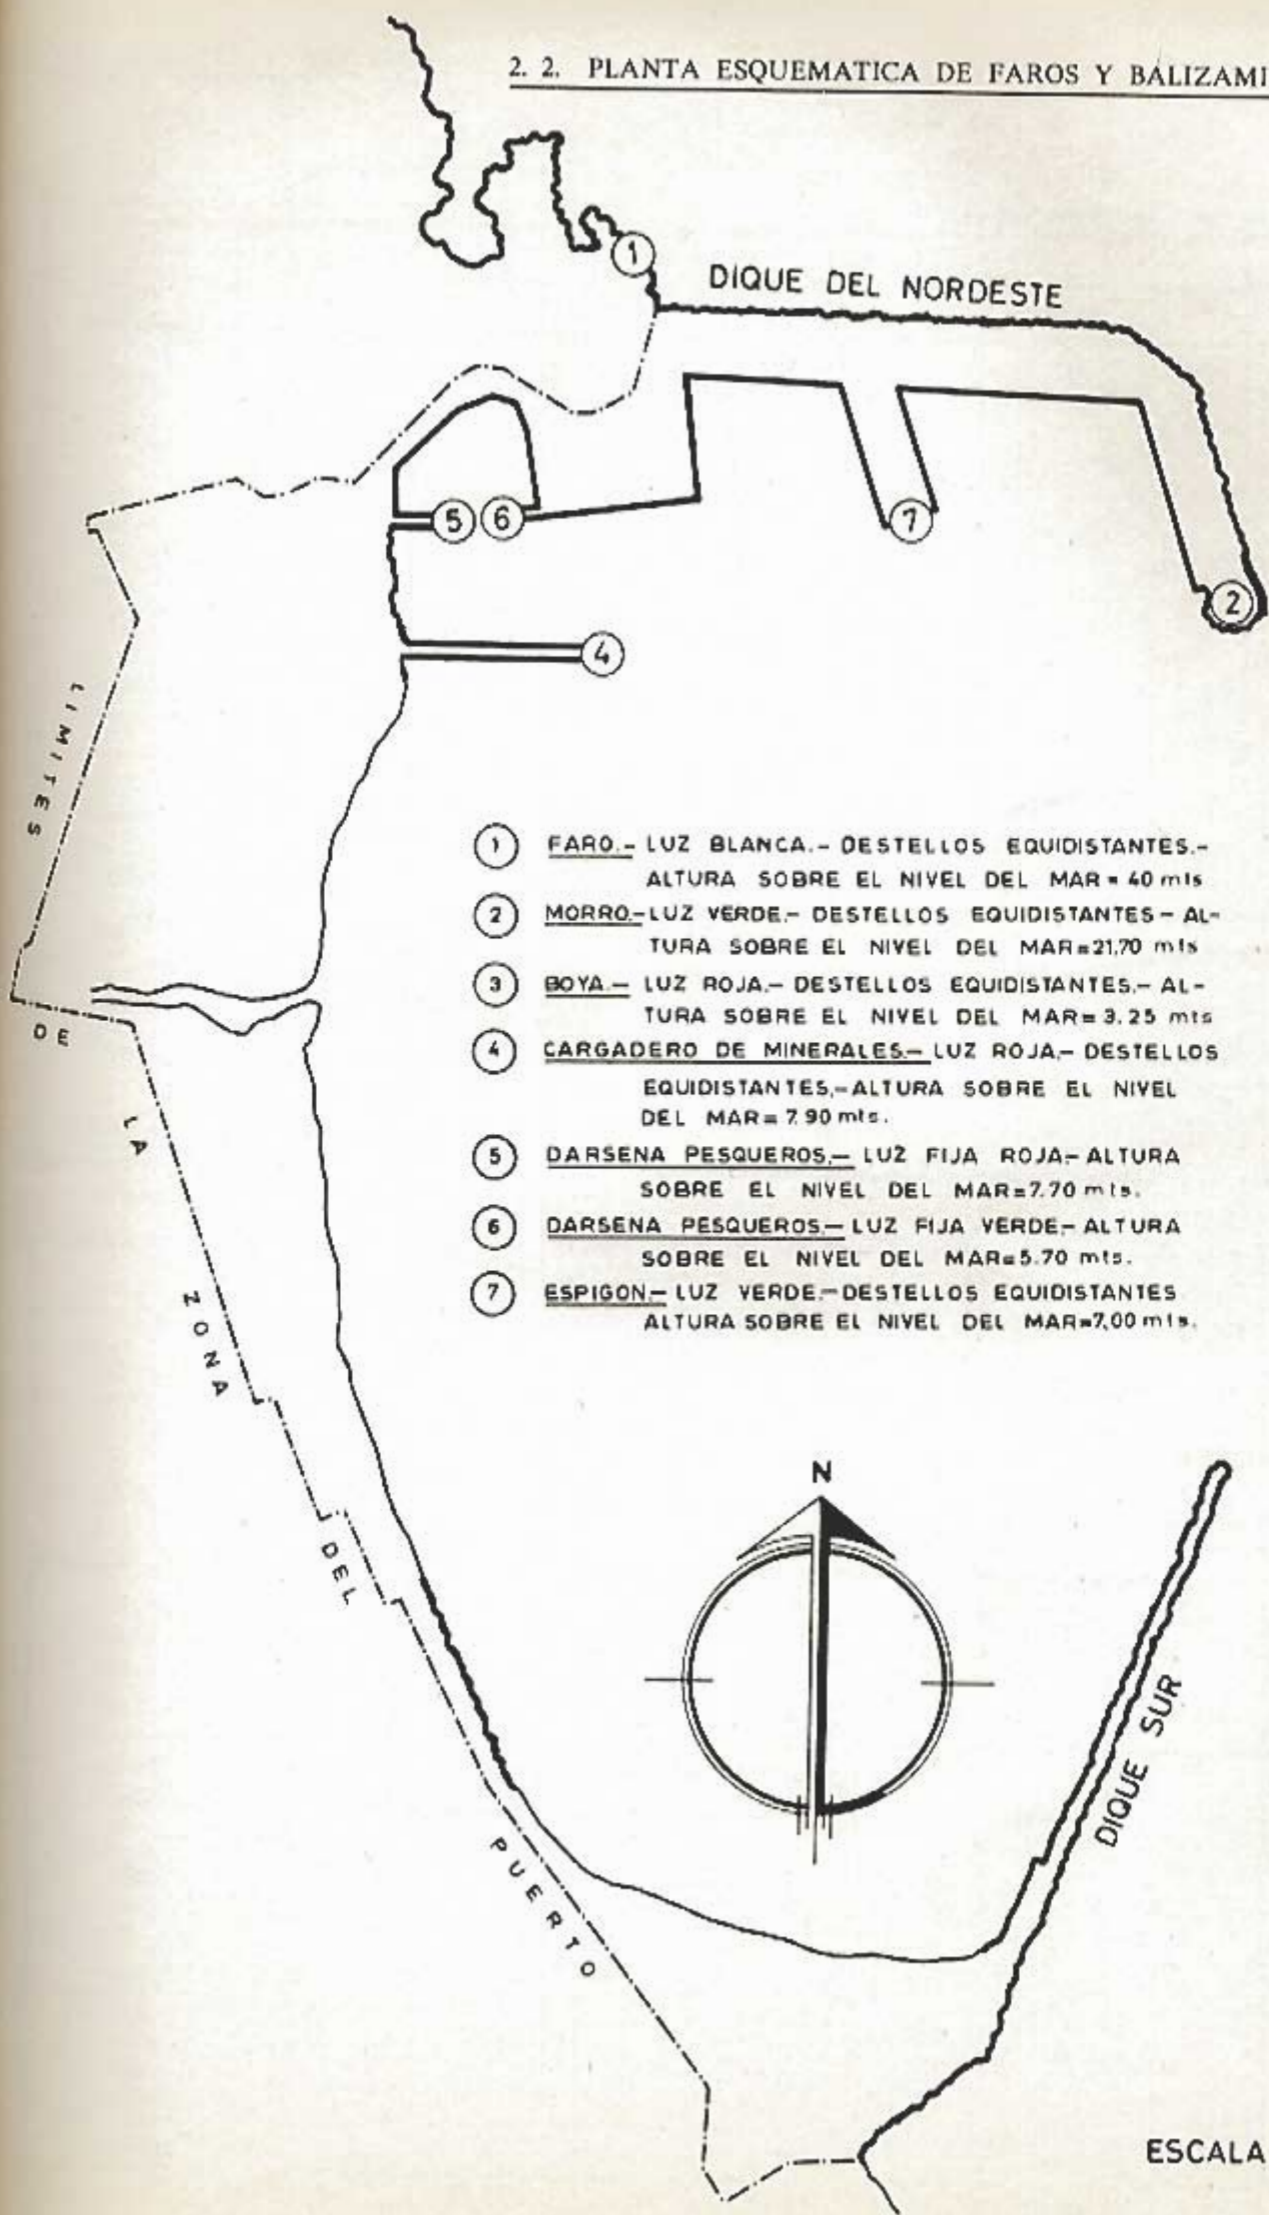 2. 2. PLANTA ESQUEMATICA DE FAROS Y BALIZAMI
1
DIQUE DEL NORDESTE
5 6
7
2
4
LIMITES
1 FARO.- LUZ BLANCA.- DESTELLOS EQUIDISTANTES.-
ALTURA SOBRE EL NIVEL DEL MAR = 40 mts
2 MORRO.- LUZ VERDE.- DESTELLOS EQUIDISTANTES - AL-
TURA SOBRE EL NIVEL DEL MAR=21,70 mts
3 BOYA.- LUZ ROJA.- DESTELLOS EQUIDISTANTES.- AL-
TURA SOBRE EL NIVEL DEL MAR= 3.25 mts
4 CARGADERO DE MINERALES.- LUZ ROJA.- DESTELLOS
EQUIDISTANTES.- ALTURA SOBRE EL NIVEL
DEL MAR= 7.90 mts.
5 DARSENA PESQUEROS.- LUZ FIJA ROJA.- ALTURA
SOBRE EL NIVEL DEL MAR=7.70 mts.
6 DARSENA PESQUEROS.- LUZ FIJA VERDE.- ALTURA
SOBRE EL NIVEL DEL MAR=5.70 mts.
7 ESPIGON.- LUZ VERDE.- DESTELLOS EQUIDISTANTES
ALTURA SOBRE EL NIVEL DEL MAR=7,00 mts.
DE
LA
ZONA
DEL
PUERTO
N
DIQUE SUR
ESCALA